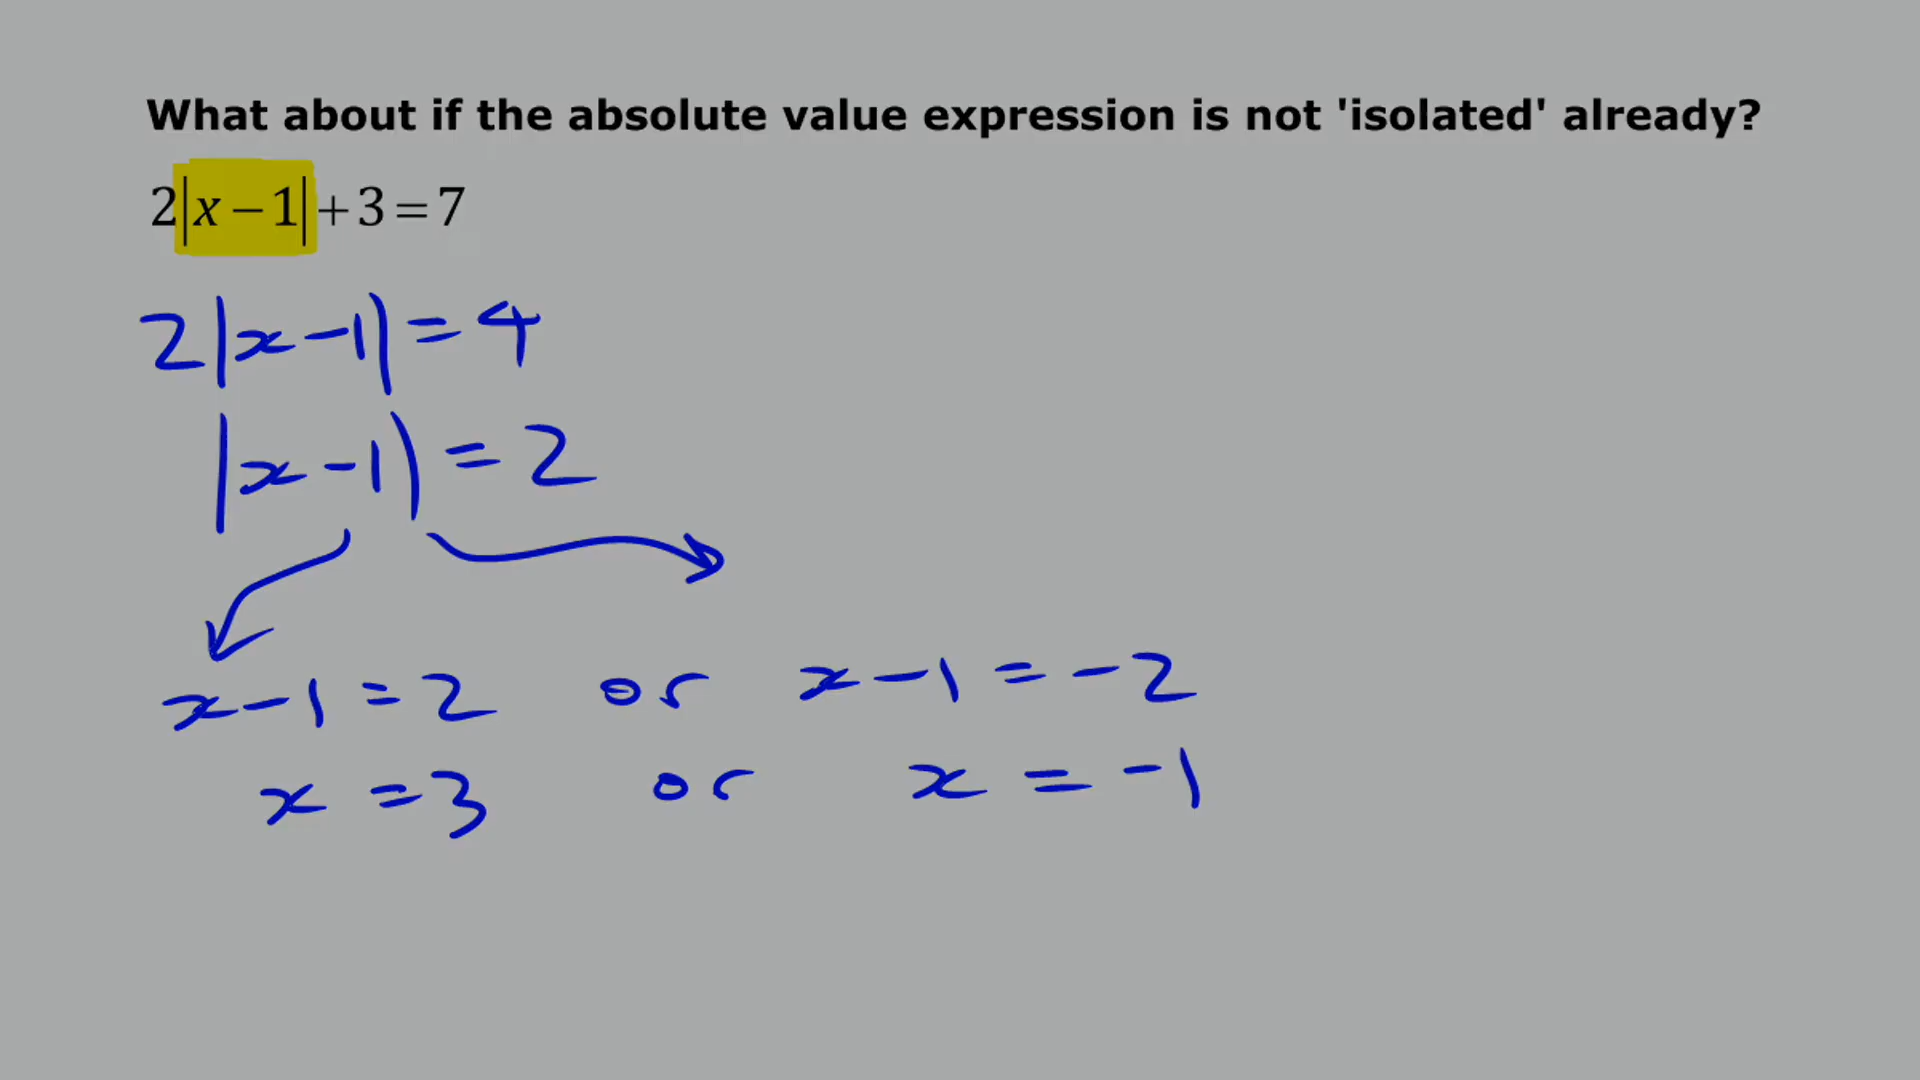 What about if the absolute value expression is not 'isolated' already?
2|x−1|+3=7
2|x-1|=4
|x-1|=2
x-1=2 or x-1=-2
x=3 or x=-1